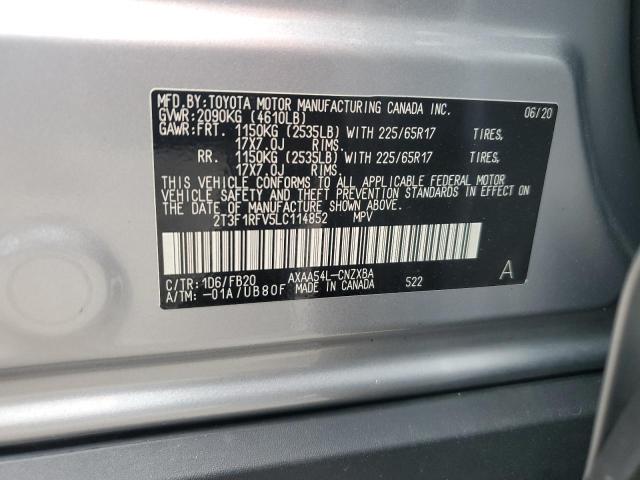 MFD.BY:TOYOTA MOTOR MANUFACTURING CANADA INC. 06/20
GVWR:2090KG (4610LB)
GAWR:FRT. 1150KG (2535LB) WITH 225/65R17 TIRES,
17X7.0J RIMS.
RR. 1150KG (2535LB) WITH 225/65R17 TIRES,
17X7.0J RIMS.
THIS VEHICLE CONFORMS TO ALL APPLICABLE FEDERAL MOTOR
VEHICLE SAFETY AND THEFT PREVENTION STANDARDS IN EFFECT ON
THE DATE OF MANUFACTURE SHOWN ABOVE.
2T3F1RFV5LC114852 MPV
C/TR:1D6/FB20 AXAA54L-CNZXBA 522 A
A/TM:-01A/UB80F MADE IN CANADA